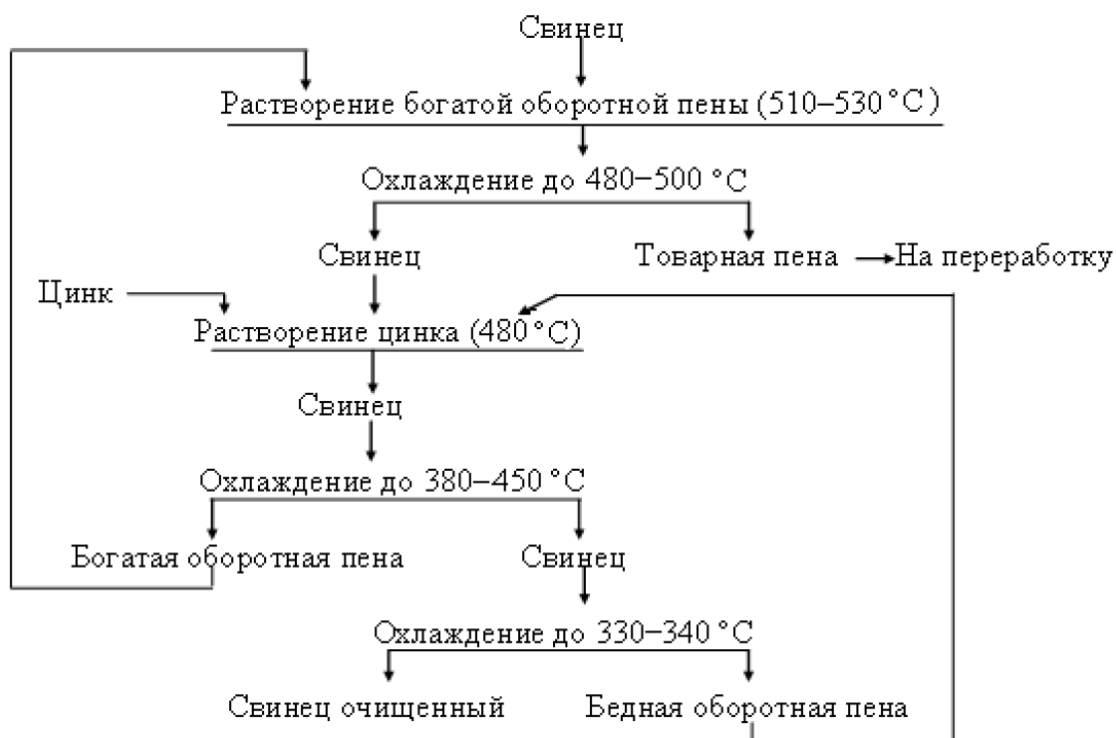 Свинец
Растворение богатой оборотной пены (510–530 °C)
Охлаждение до 480–500 °C
Свинец
Товарная пена
На переработку
Цинк
Растворение цинка (480 °C)
Свинец
Охлаждение до 380–450 °C
Богатая оборотная пена
Свинец
Охлаждение до 330–340 °C
Свинец очищенный
Бедная оборотная пена